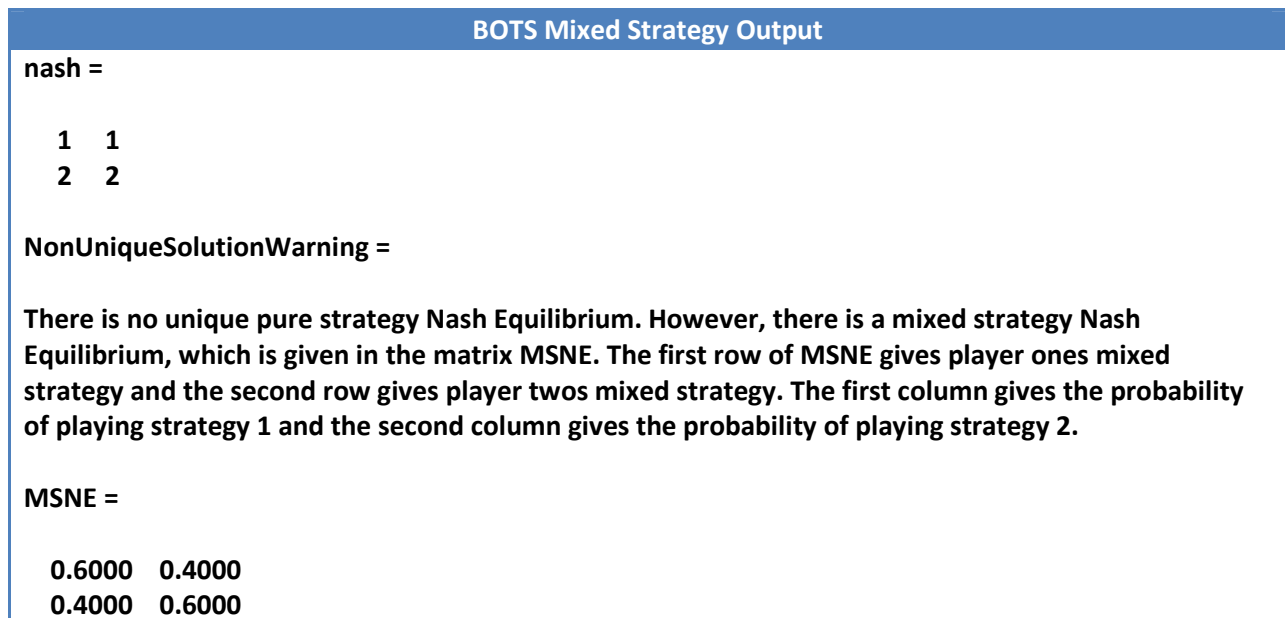 BOTS Mixed Strategy Output
nash =
1 1
2 2
NonUniqueSolutionWarning =
There is no unique pure strategy Nash Equilibrium. However, there is a mixed strategy Nash
Equilibrium, which is given in the matrix MSNE. The first row of MSNE gives player ones mixed
strategy and the second row gives player twos mixed strategy. The first column gives the probability
of playing strategy 1 and the second column gives the probability of playing strategy 2.
MSNE =
0.6000 0.4000
0.4000 0.6000